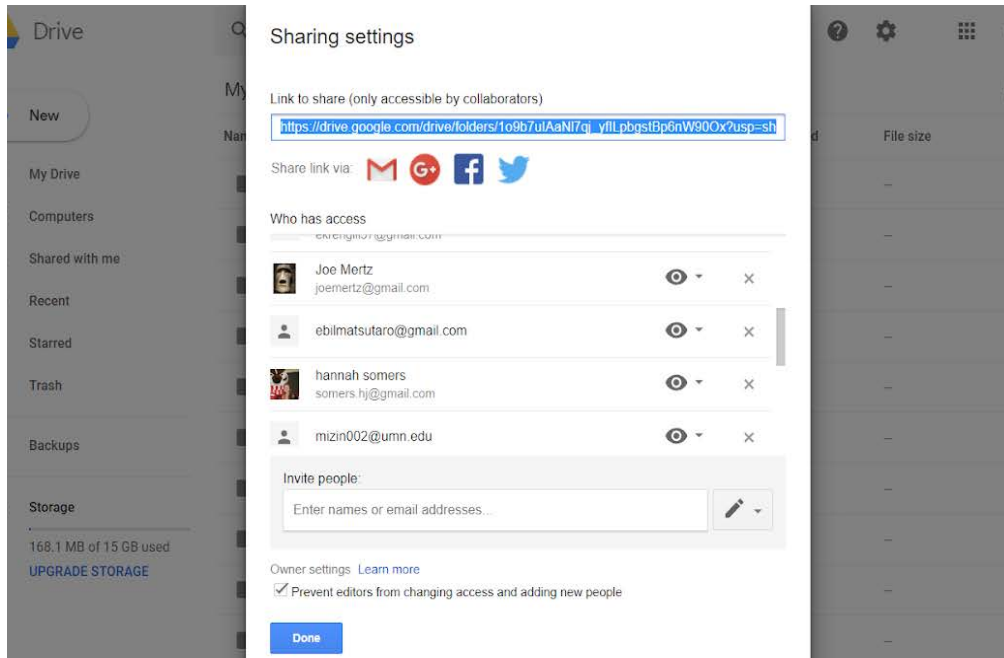 Drive
Sharing settings
My
Link to share (only accessible by collaborators)
New
Name
https://drive.google.com/drive/folders/1o9b7uIAaNl7qj_yfILpbgstBp6nW90Ox?usp=sh
d
File size
Share link via:
My Drive
Computers
Who has access
Shared with me
Joe Mertz
joemertz@gmail.com
Recent
ebilmatsutaro@gmail.com
Starred
hannah somers
somers.hj@gmail.com
Trash
mizin002@umn.edu
Backups
Invite people:
Enter names or email addresses...
Storage
168.1 MB of 15 GB used
UPGRADE STORAGE
Owner settings Learn more
Prevent editors from changing access and adding new people
Done